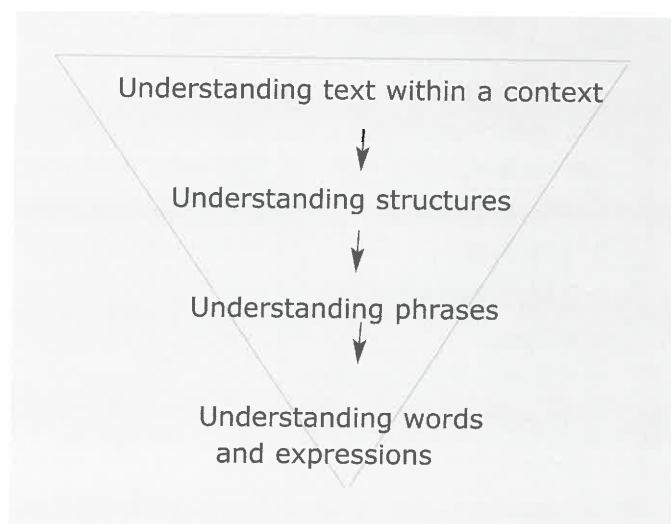 Understanding text within a context
Understanding structures
Understanding phrases
Understanding words
and expressions